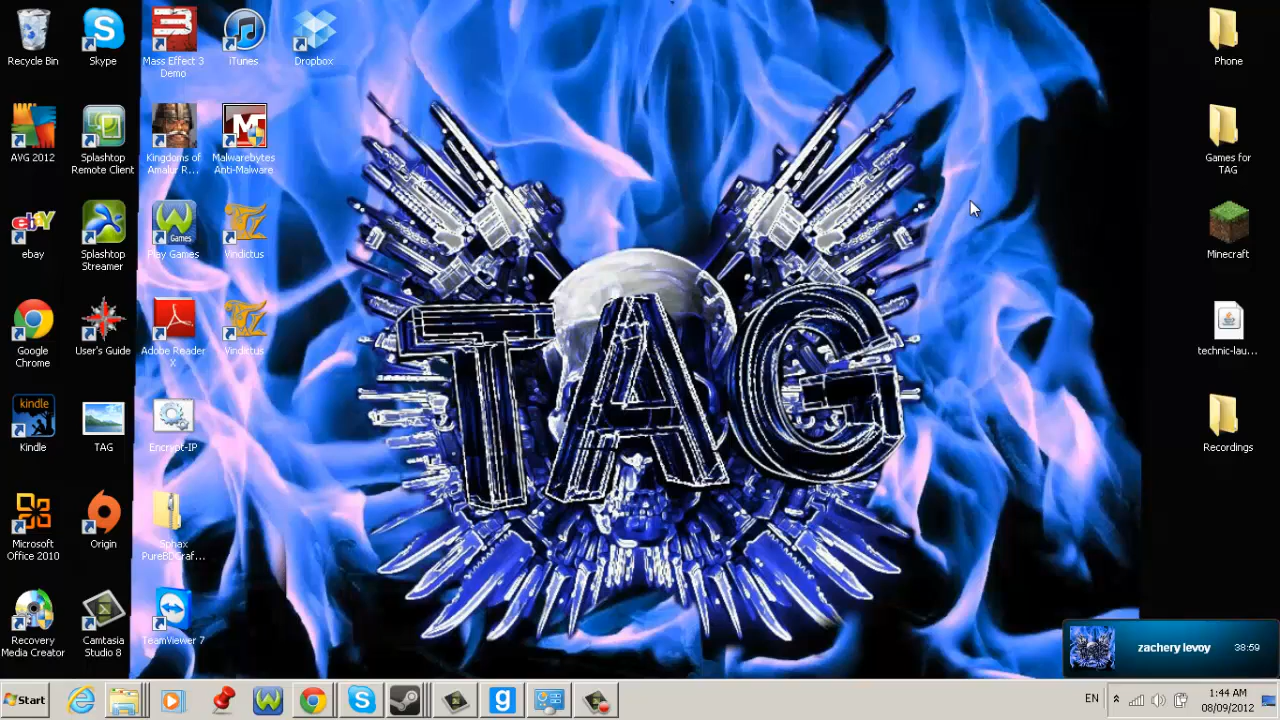 Recycle Bin
Skype
Mass Effect 3
Demo
iTunes
Dropbox
Phone
AVG 2012
Splashtop
Remote Client
Kingdoms of
Amalur R...
Malwarebytes
Anti-Malware
Games for
TAG
ebay
Splashtop
Streamer
Games
Play Games
Vindictus
Minecraft
Google
Chrome
User's Guide
Adobe Reader
X
Vindictus
technic-lau...
kindle
Kindle
TAG
Encrypt-IP
Recordings
Microsoft
Office 2010
Origin
Sphax
PureBDCraf...
Recovery
Media Creator
Camtasia
Studio 8
TeamViewer 7
TAG
zachery levoy
38:59
Start
EN
1:44 AM
08/09/2012